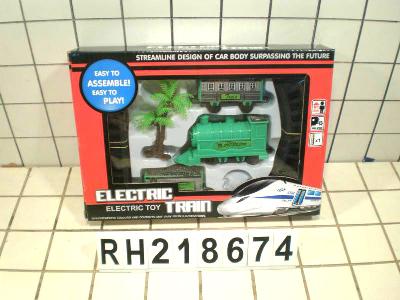 STREAMLINE DESIGN OF CAR BODY SURPASSING THE FUTURE
EASY TO
ASSEMBLE!
EASY TO
PLAY!
ELECTRIC
ELECTRIC TOY TRAIN
RH218674